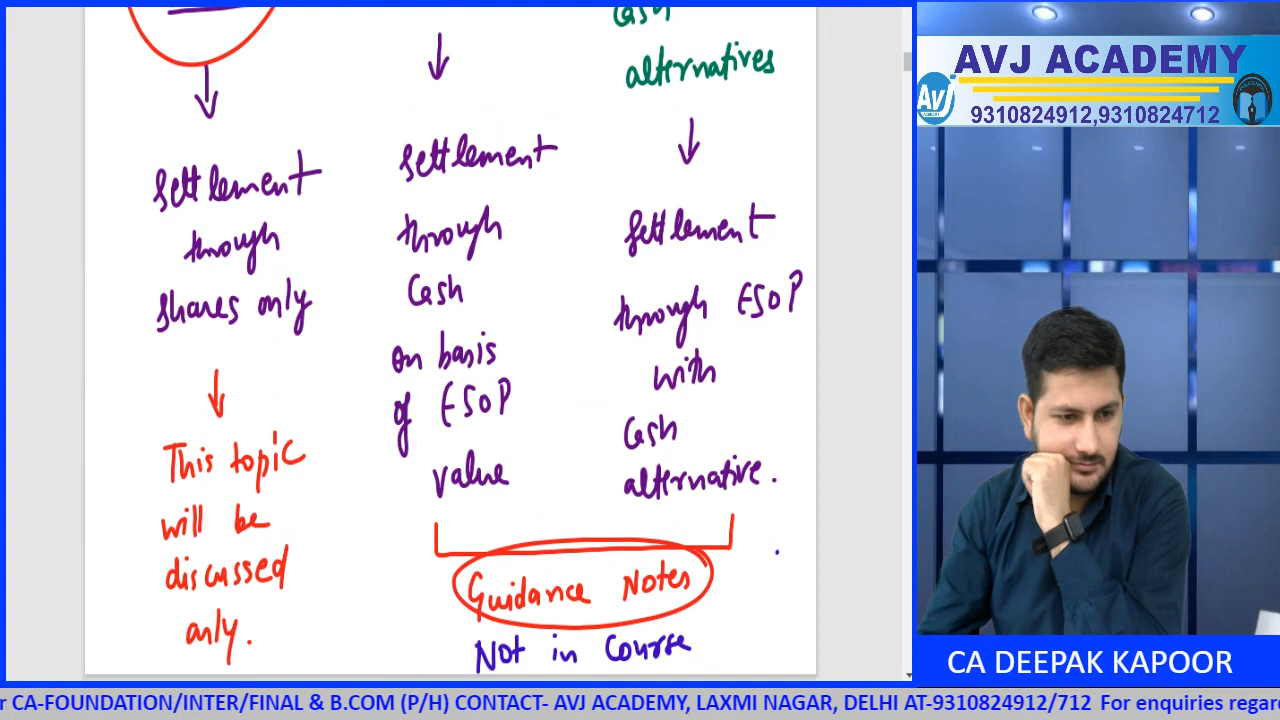 Cash
alternatives
Settlement
through
shares only
This topic
will be
discussed
only.
Settlement
through
Cash
on basis
of ESOP
value
Settlement
through ESOP
with
Cash
alternative.
Guidance Notes
Not in Course
AVJ ACADEMY
AVJ
9310824912,9310824712
CA DEEPAK KAPOOR
r CA-FOUNDATION/INTER/FINAL & B.COM (P/H) CONTACT- AVJ ACADEMY, LAXMI NAGAR, DELHI AT-9310824912/712 For enquiries regar